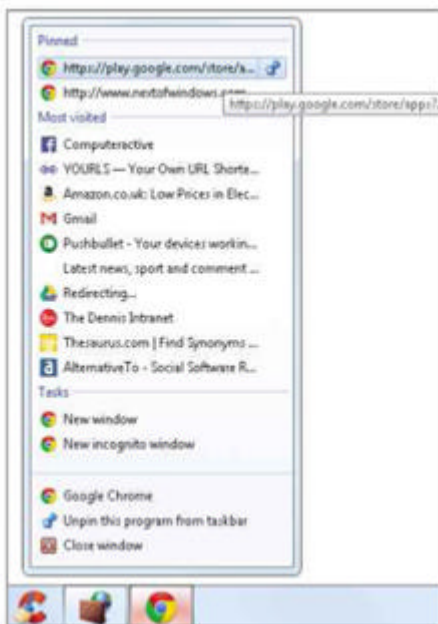 Pinned
https://play.google.com/store/a...
http://www.nextofwindows.com
https://play.google.com/store/apps?
Most visited
Computeractive
YOURLS — Your Own URL Shorte...
Amazon.co.uk: Low Prices in Elec...
Gmail
Pushbullet - Your devices workin...
Latest news, sport and comment ...
Redirecting...
The Dennis Intranet
Thesaurus.com | Find Synonyms ...
AlternativeTo - Social Software R...
Tasks
New window
New incognito window
Google Chrome
Unpin this program from taskbar
Close window